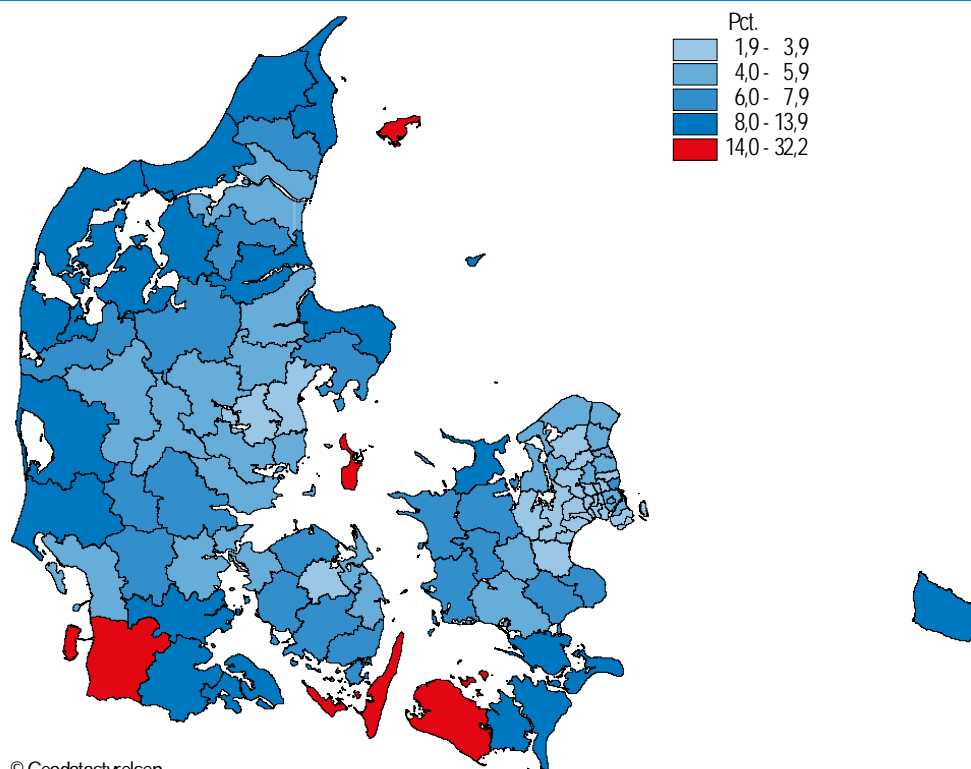 Pct.
1,9 - 3,9
4,0 - 5,9
6,0 - 7,9
8,0 - 13,9
14,0 - 32,2
© Geodatastyrelsen